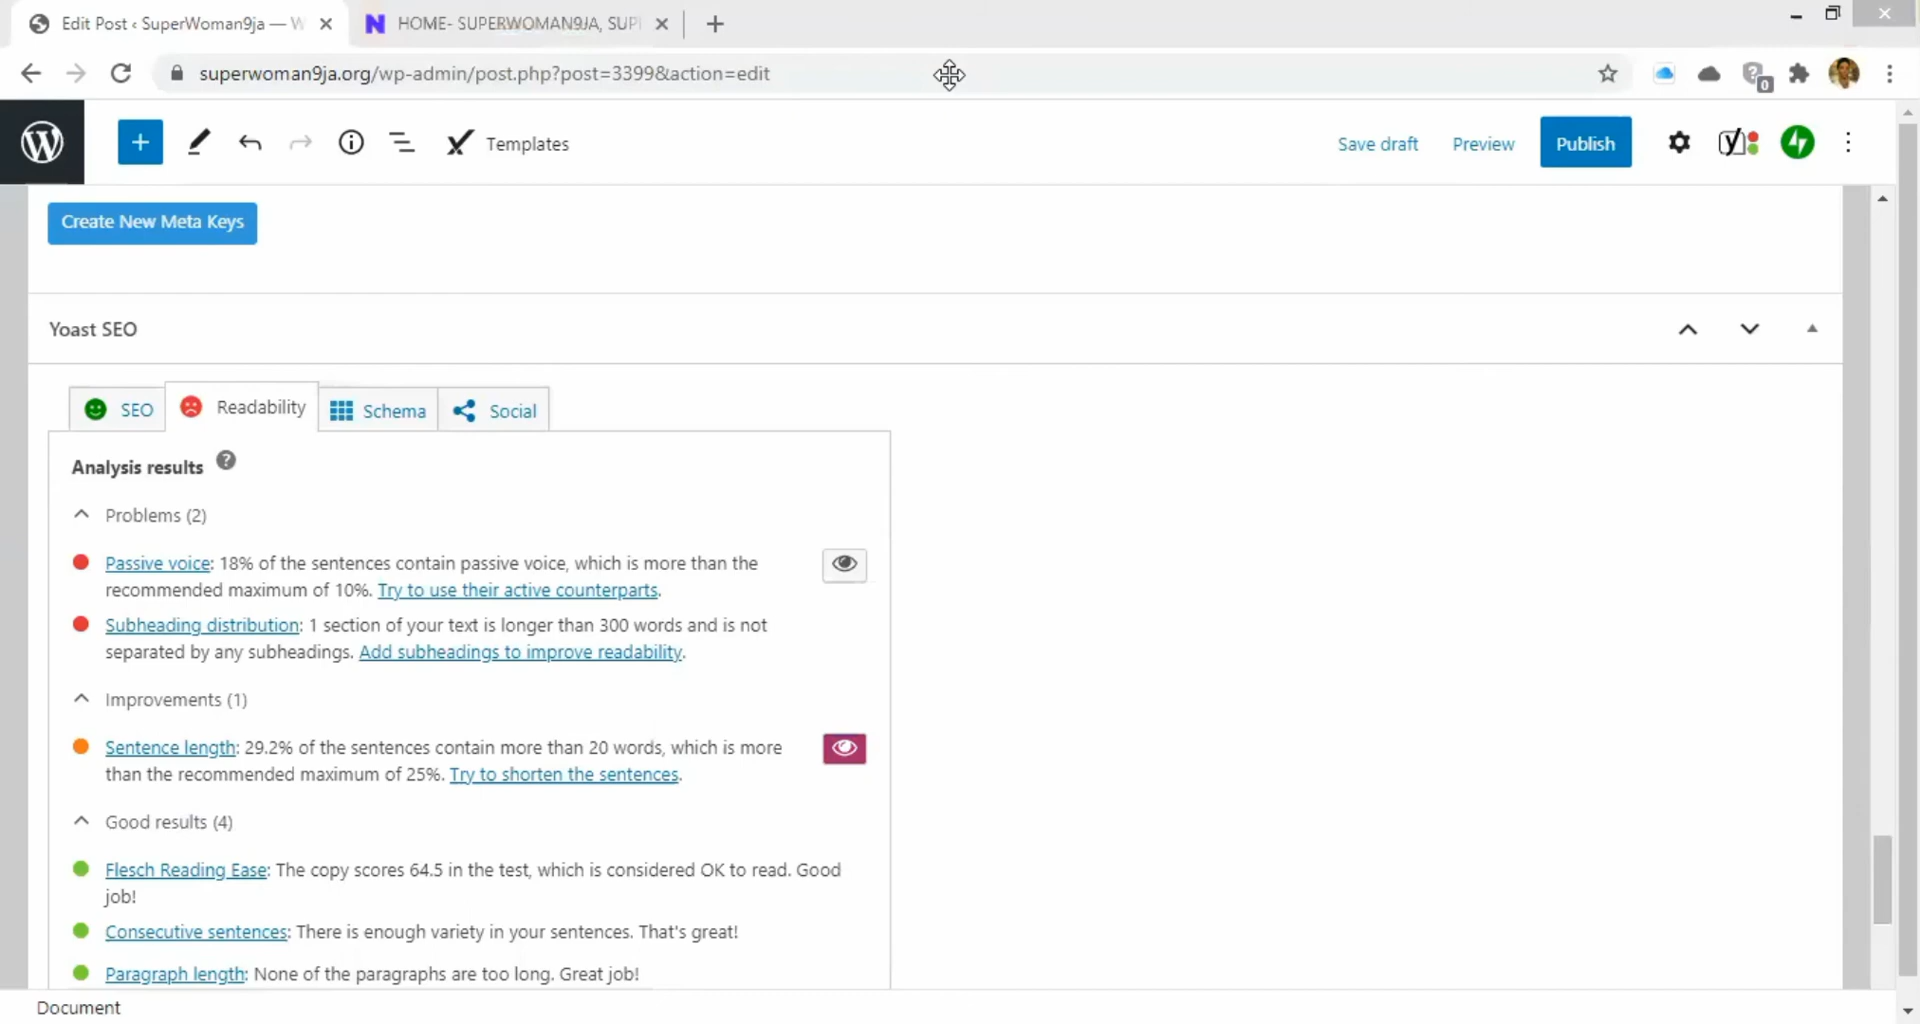 Edit Post ‹ SuperWoman9ja — W
HOME- SUPERWOMAN9JA, SUP
superwoman9ja.org/wp-admin/post.php?post=3399&action=edit
0
Templates
Save draft
Preview
Publish
Create New Meta Keys
Yoast SEO
SEO
Readability
Schema
Social
Analysis results
Problems (2)
Passive voice: 18% of the sentences contain passive voice, which is more than the
recommended maximum of 10%. Try to use their active counterparts.
Subheading distribution: 1 section of your text is longer than 300 words and is not
separated by any subheadings. Add subheadings to improve readability.
Improvements (1)
Sentence length: 29.2% of the sentences contain more than 20 words, which is more
than the recommended maximum of 25%. Try to shorten the sentences.
Good results (4)
Flesch Reading Ease: The copy scores 64.5 in the test, which is considered OK to read. Good
job!
Consecutive sentences: There is enough variety in your sentences. That's great!
Paragraph length: None of the paragraphs are too long. Great job!
Document